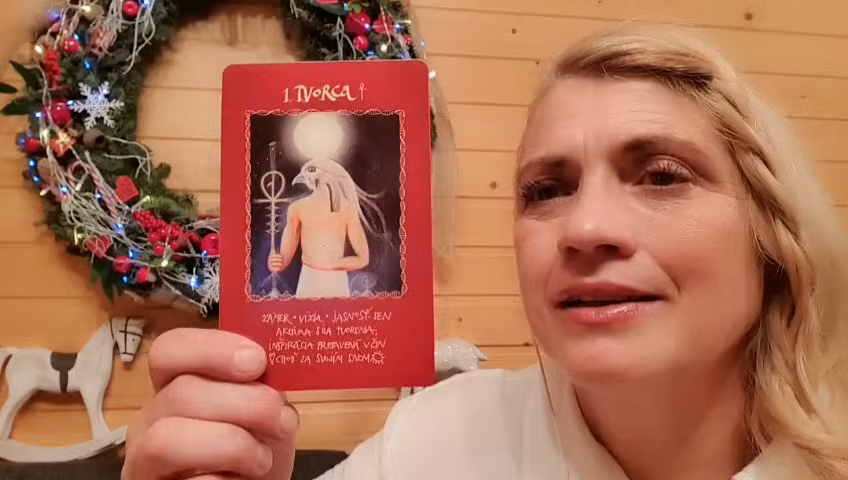 1. TVORCA
ZÁMER • VÍZIA • JASNOSŤ, SEN
AKTÍVNA SILA TVORENIA,
INŠPIRÁCIA PRETAVENÁ V ČIN
CHOĎ ZA SVOJÍM SNOM